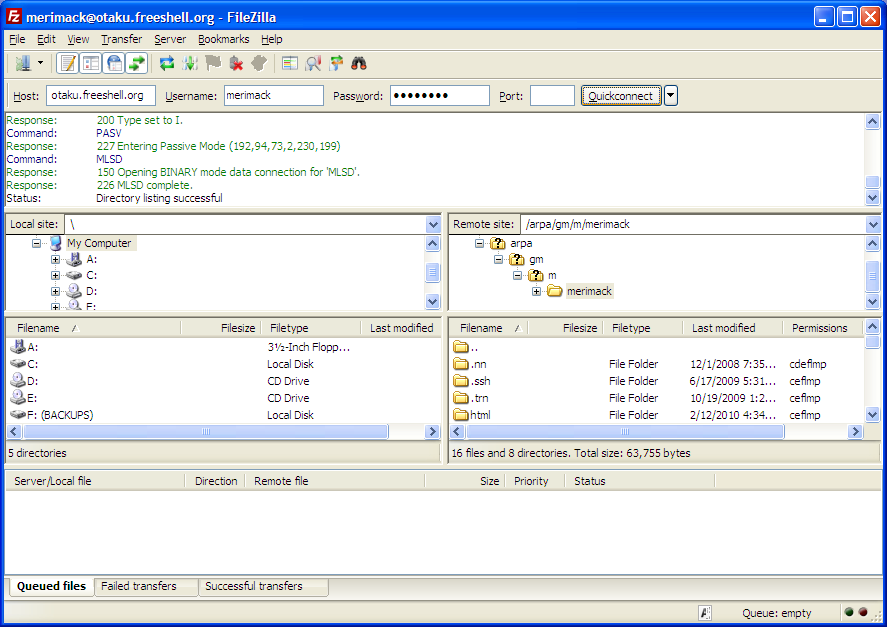 merimack@otaku.freeshell.org - FileZilla
File Edit View Transfer Server Bookmarks Help
Host: otaku.freeshell.org Username: merimack Password: ●●●●●●●● Port: Quickconnect
Response: 200 Type set to I.
Command: PASV
Response: 227 Entering Passive Mode (192,94,73,2,230,199)
Command: MLSD
Response: 150 Opening BINARY mode data connection for 'MLSD'.
Response: 226 MLSD complete.
Status: Directory listing successful
Local site: \
My Computer
A:
C:
D:
E:
Remote site: /arpa/gm/m/merimack
arpa
gm
m
merimack
Filename Filesize Filetype Last modified
A: 3½-Inch Flopp...
C: Local Disk
D: CD Drive
E: CD Drive
F: (BACKUPS) Local Disk
5 directories
Filename Filesize Filetype Last modified Permissions
..
.nn File Folder 12/1/2008 7:35... cdeflmp
.ssh File Folder 6/17/2009 5:31... ceflmp
.trn File Folder 10/19/2009 1:2... ceflmp
html File Folder 2/12/2010 4:34... ceflmp
16 files and 8 directories. Total size: 63,755 bytes
Server/Local file Direction Remote file Size Priority Status
Queued files Failed transfers Successful transfers
Queue: empty